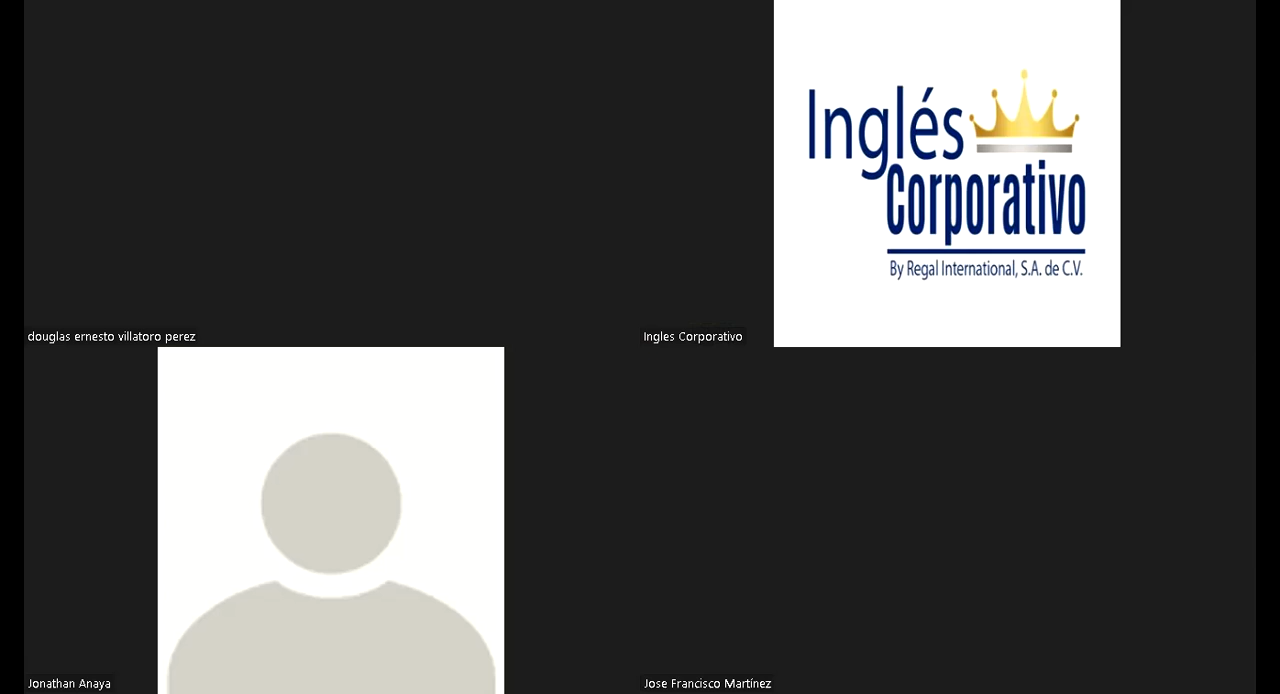 Inglés
Corporativo
By Regal International, S.A. de C.V.
douglas ernesto villatoro perez
Ingles Corporativo
Jonathan Anaya
Jose Francisco Martínez